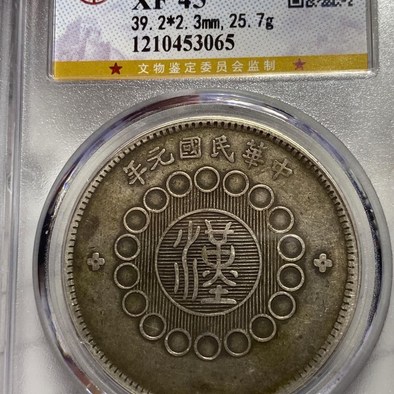 XF 45
39.2*2.3mm, 25.7g
1210453065
★ 文物鉴定委员会监制 ★
中華民國元年
漢